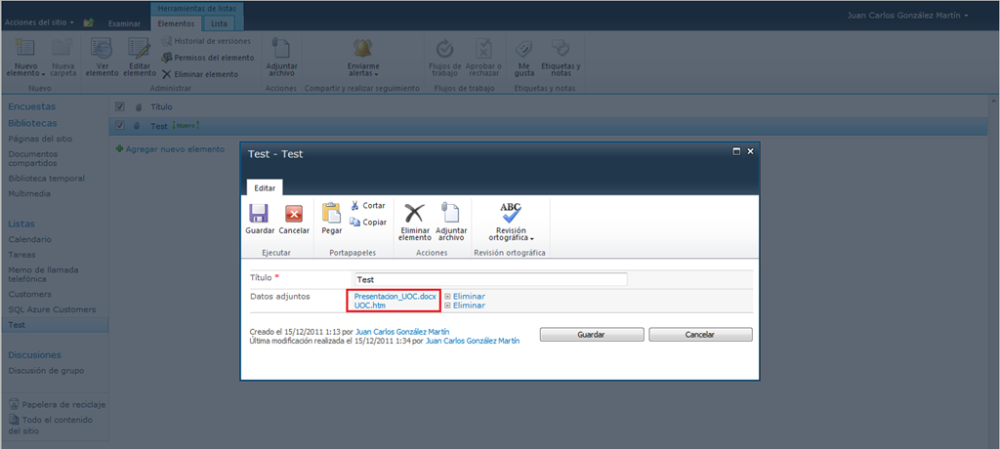 Herramientas de listas
Acciones del sitio
Examinar
Elementos
Lista
Juan Carlos González Martín
Nuevo elemento
Nueva carpeta
Nuevo
Ver elemento
Editar elemento
Historial de versiones
Permisos del elemento
Eliminar elemento
Administrar
Adjuntar archivo
Acciones
Enviarme alertas
Compartir y realizar seguimiento
Flujos de trabajo
Aprobar o rechazar
Flujos de trabajo
Me gusta
Etiquetas y notas
Etiquetas y notas
Encuestas
Bibliotecas
Páginas del sitio
Documentos
compartidos
Biblioteca temporal
Multimedia
Listas
Calendario
Tareas
Memo de llamada
telefónica
Customers
SQL Azure Customers
Test
Discusiones
Discusión de grupo
Papelera de reciclaje
Todo el contenido
del sitio
Título
Test ¡Nuevo!
Agregar nuevo elemento
Test - Test
Editar
Guardar
Cancelar
Ejecutar
Pegar
Cortar
Copiar
Portapapeles
Eliminar elemento
Adjuntar archivo
Acciones
ABC
Revisión ortográfica
Revisión ortográfica
Título *
Test
Datos adjuntos
Presentacion_UOC.docx
Eliminar
UOC.htm
Eliminar
Creado el 15/12/2011 1:13 por Juan Carlos González Martín
Última modificación realizada el 15/12/2011 1:34 por Juan Carlos González Martín
Guardar
Cancelar